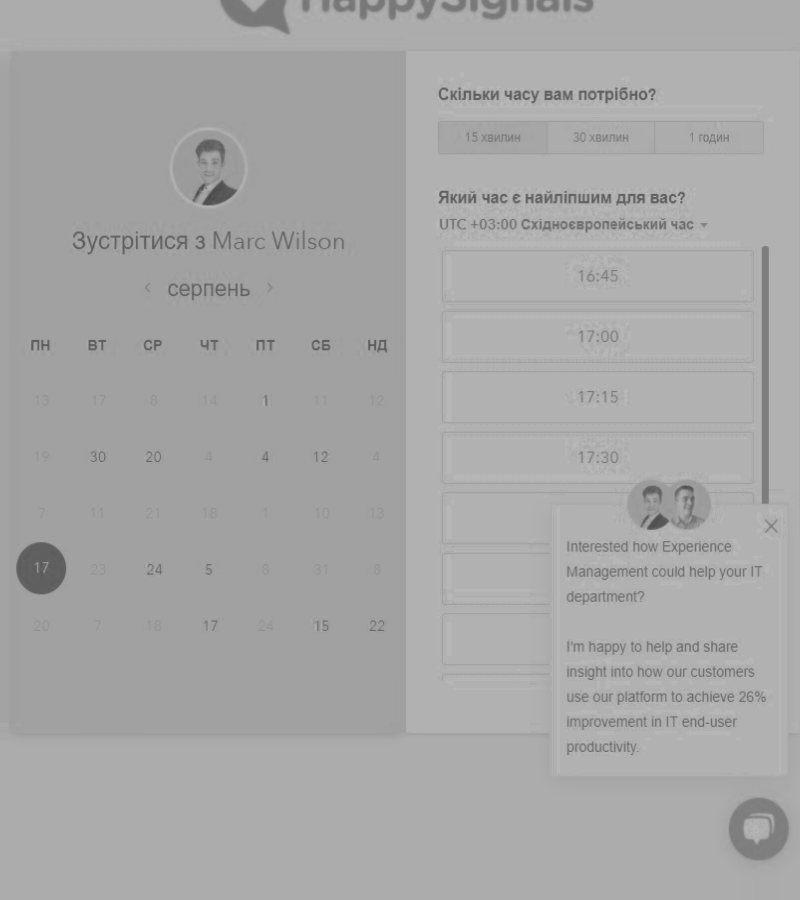 HappySignals
Зустрітися з Marc Wilson
серпень
ПН ВТ СР ЧТ ПТ СБ НД
13 17 8 14 1 11 12
19 30 20 4 4 12 4
7 11 21 18 1 10 13
17 23 24 5 8 31 8
20 7 18 17 24 15 22
Скільки часу вам потрібно?
15 хвилин 30 хвилин 1 годин
Який час є найліпшим для вас?
UTC +03:00 Східноєвропейський час
16:45
17:00
17:15
17:30
Interested how Experience
Management could help your IT
department?
I'm happy to help and share
insight into how our customers
use our platform to achieve 26%
improvement in IT end-user
productivity.